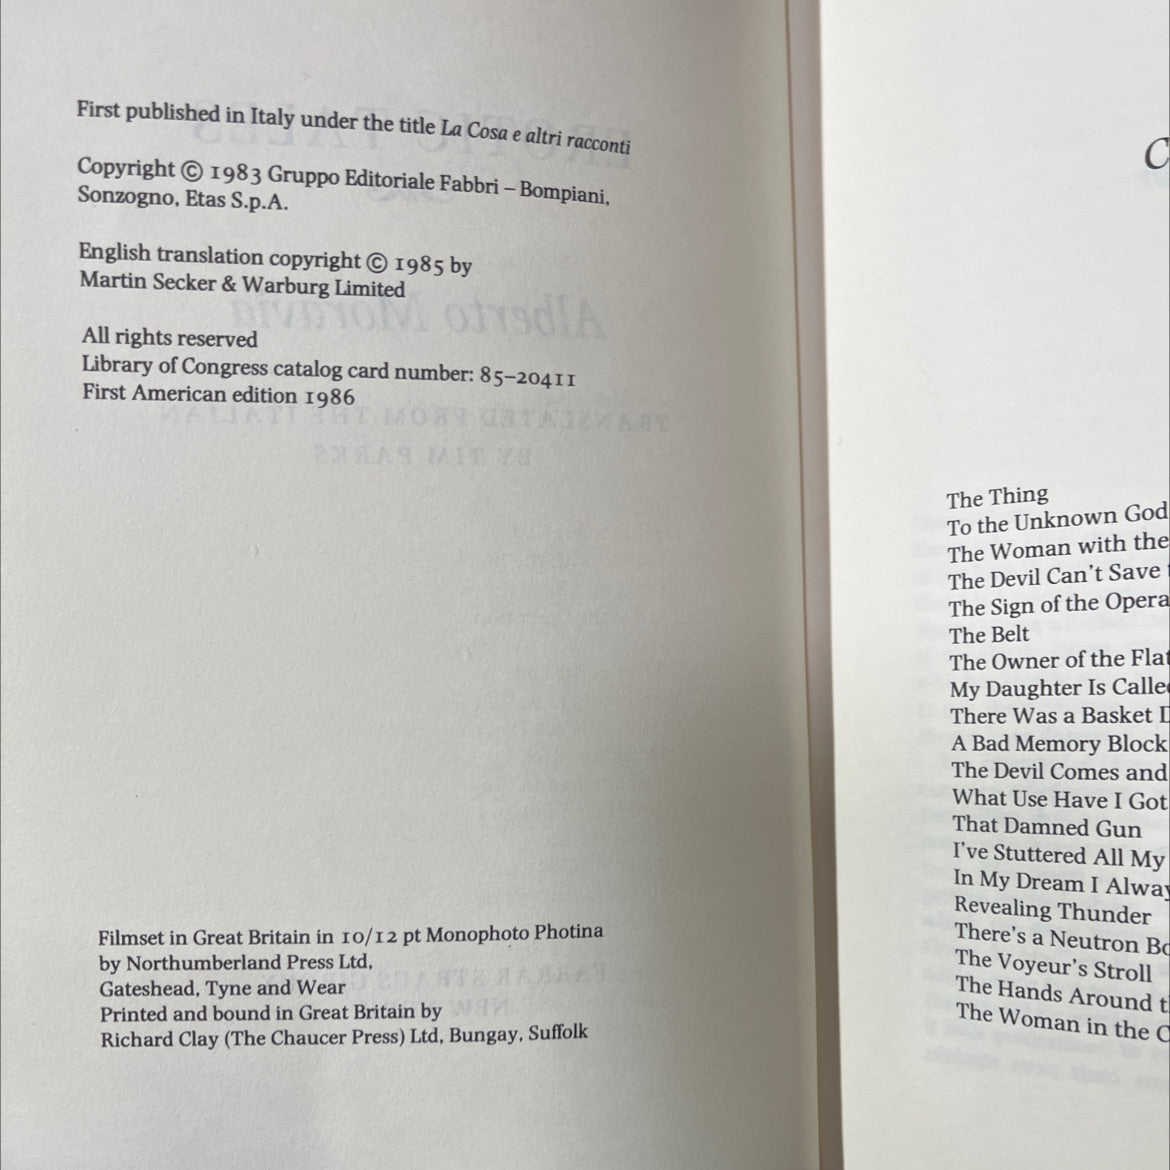 First published in Italy under the title La Cosa e altri racconti
Copyright © 1983 Gruppo Editoriale Fabbri – Bompiani,
Sonzogno, Etas S.p.A.
English translation copyright © 1985 by
Martin Secker & Warburg Limited
All rights reserved
Library of Congress catalog card number: 85–20411
First American edition 1986
Filmset in Great Britain in 10/12 pt Monophoto Photina
by Northumberland Press Ltd,
Gateshead, Tyne and Wear
Printed and bound in Great Britain by
Richard Clay (The Chaucer Press) Ltd, Bungay, Suffolk
C
The Thing
To the Unknown God
The Woman with the
The Devil Can't Save
The Sign of the Opera
The Belt
The Owner of the Flat
My Daughter Is Calle
There Was a Basket
A Bad Memory Block
The Devil Comes and
What Use Have I Got
That Damned Gun
I've Stuttered All My
In My Dream I Alway
Revealing Thunder
There's a Neutron Bo
The Voyeur's Stroll
The Hands Around t
The Woman in the C